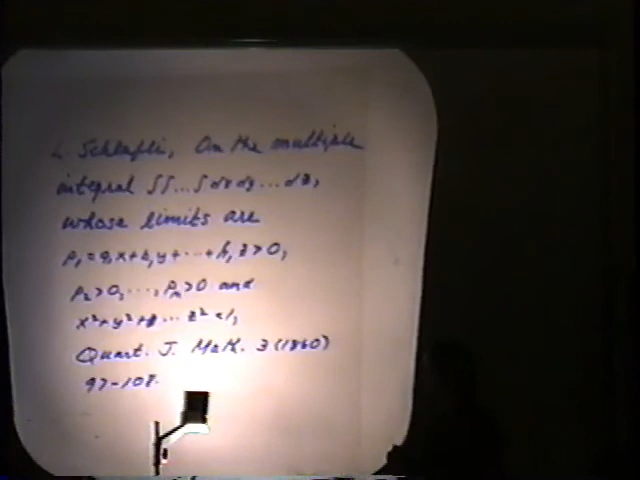 L. Schläfli, On the multiple
integral ∫∫...∫ dx dy ... dz,
whose limits are
p₁ = a₁x + b₁y + ... + h₁z > 0,
p₂ > 0, ..., pₙ > 0 and
x² + y² + ... z² < 1,
Quart. J. Math. 3 (1860)
97-108.